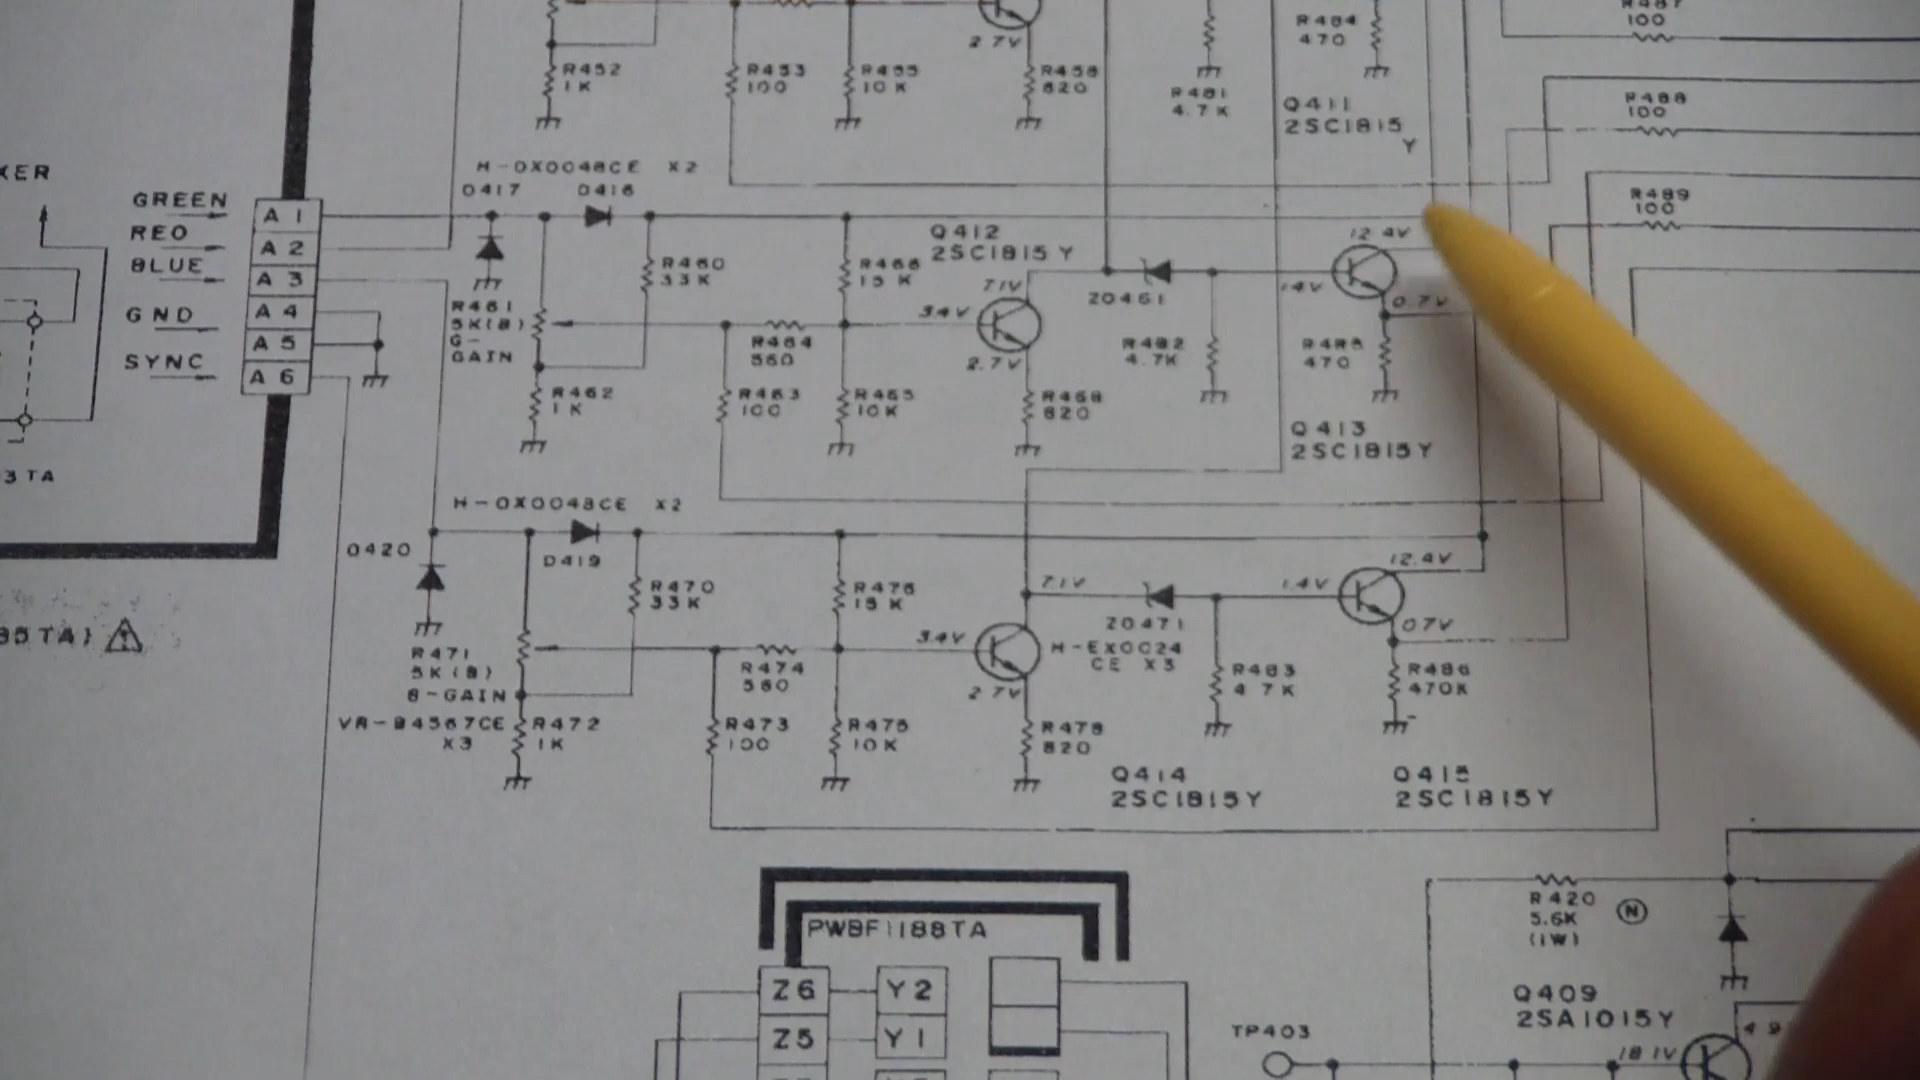 R487
100
R484
470
2.7V
R452
1K
R453
100
R455
10K
R458
820
R481
4.7K
Q411
2SC1815
Y
R488
100
KER
H-DX0048CE X2
D417
D416
GREEN
A1
RED
A2
BLUE
A3
GND
A4
A5
SYNC
A6
R489
100
12.4V
Q412
2SC1815Y
R460
33K
R466
15K
7.1V
ZD461
1.4V
0.7V
R461
5K(B)
G-
GAIN
3.4V
R464
560
2.7V
R482
4.7K
R485
470
R462
1K
R463
100
R465
10K
R468
820
Q413
2SC1815Y
3TA
H-DX0048CE X2
D420
D419
12.4V
R470
33K
R476
15K
7.1V
1.4V
ZD471
0.7V
85TA)
R471
5K(B)
B-GAIN
3.4V
R474
560
H-EX0024
CE X3
2.7V
R483
4.7K
R486
470K
VR-B4567CE
X3
R472
1K
R473
100
R475
10K
R478
820
Q414
2SC1815Y
Q415
2SC1815Y
PWBF1188TA
R420
5.6K
(1W)
N
Z6
Y2
Z5
Y1
Q409
2SA1015Y
TP403
18.1V